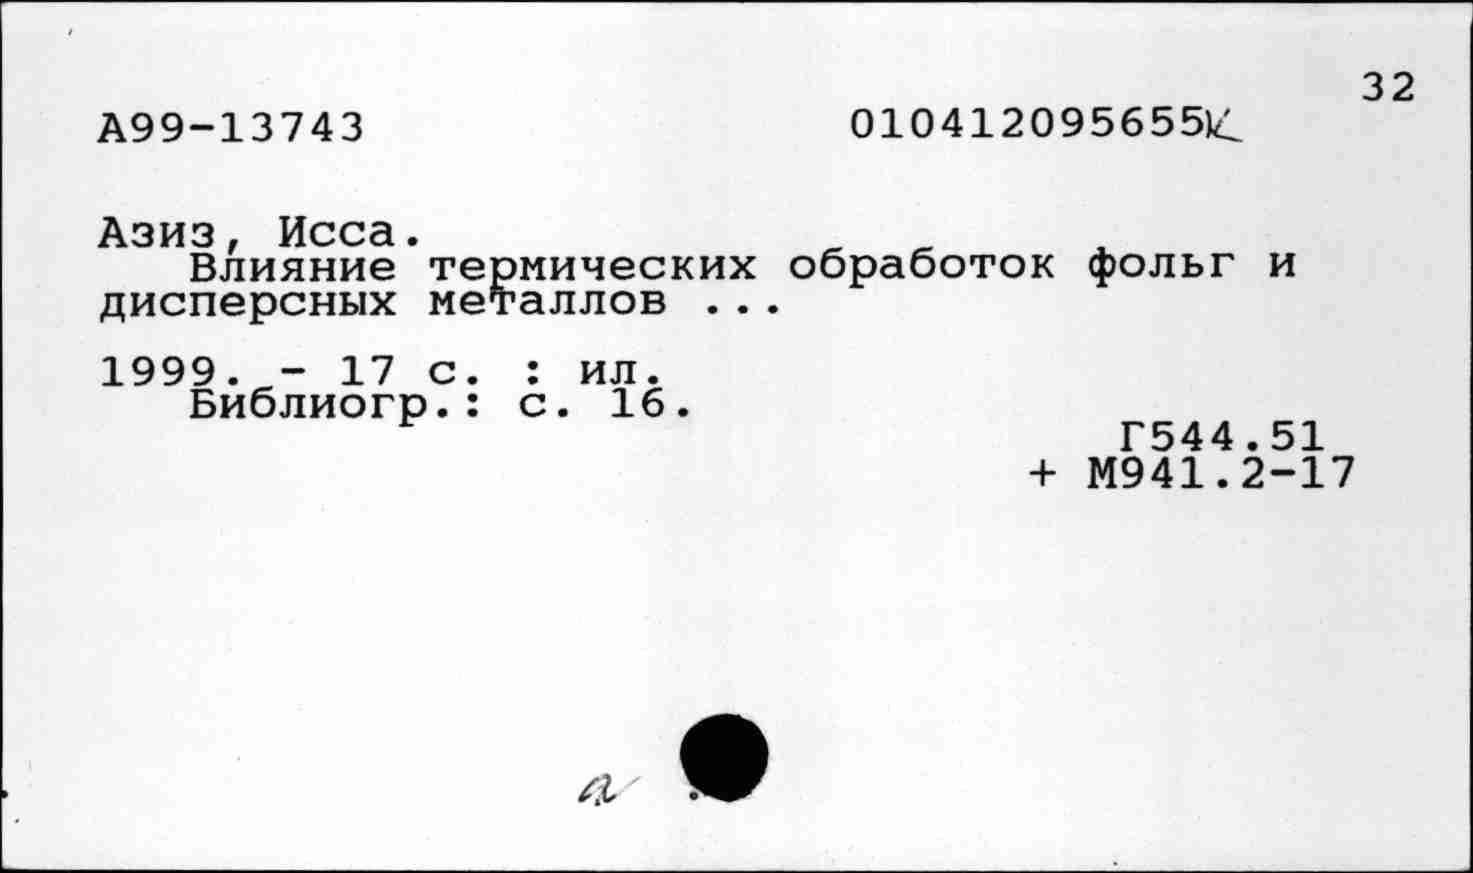 32
А99-13743 010412095655к
Азиз, Исса.
Влияние термических обработок фольг и
дисперсных металлов ...
1999. - 17 с. : ил.
Библиогр.: с. 16.
Г544.51
+ М941.2-17
а